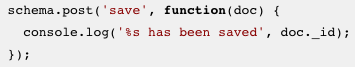 schema.post('save', function(doc) {
  console.log('%s has been saved', doc._id);
});